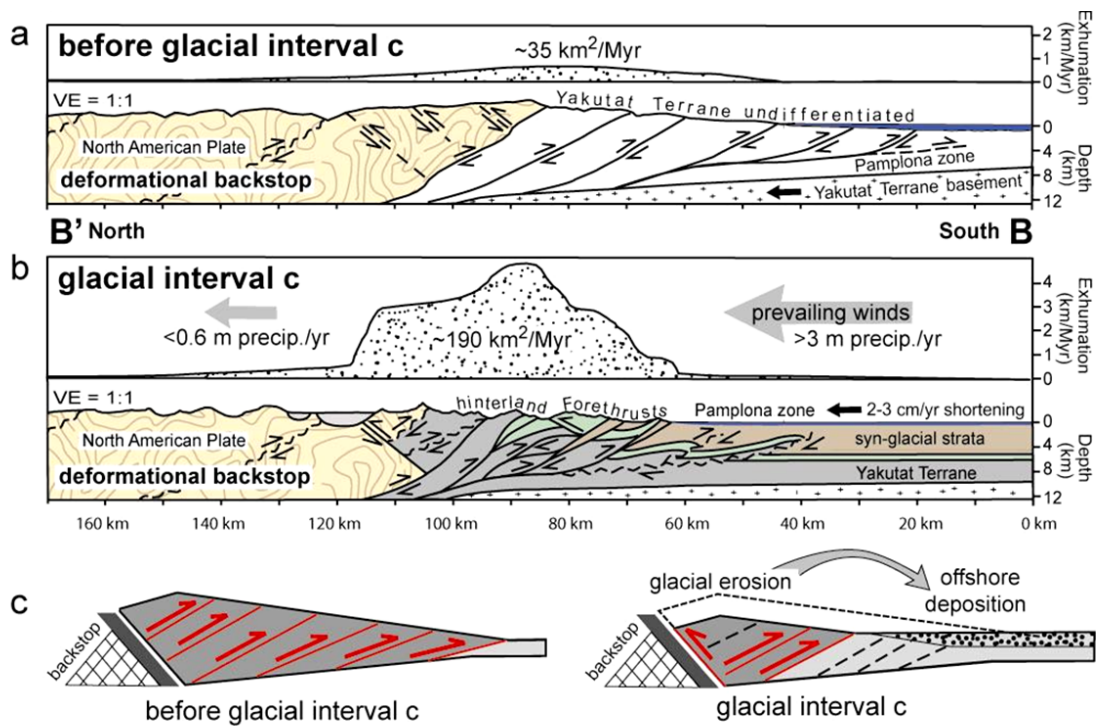 a
before glacial interval c
~35 km²/Myr
2
1
0
Exhumation
(km/Myr)
VE = 1:1
Yakutat Terrane undifferentiated
North American Plate
deformational backstop
Pamplona zone
Yakutat Terrane basement
0
4
8
12
Depth
(km)
B' North
South B
b
glacial interval c
<0.6 m precip./yr
~190 km²/Myr
prevailing winds
>3 m precip./yr
4
3
2
1
0
Exhumation
(km/Myr)
VE = 1:1
hinterland Forethrusts
Pamplona zone
2-3 cm/yr shortening
North American Plate
deformational backstop
syn-glacial strata
Yakutat Terrane
0
4
8
12
Depth
(km)
160 km 140 km 120 km 100 km 80 km 60 km 40 km 20 km 0 km
c
backstop
before glacial interval c
glacial erosion
offshore
deposition
backstop
glacial interval c